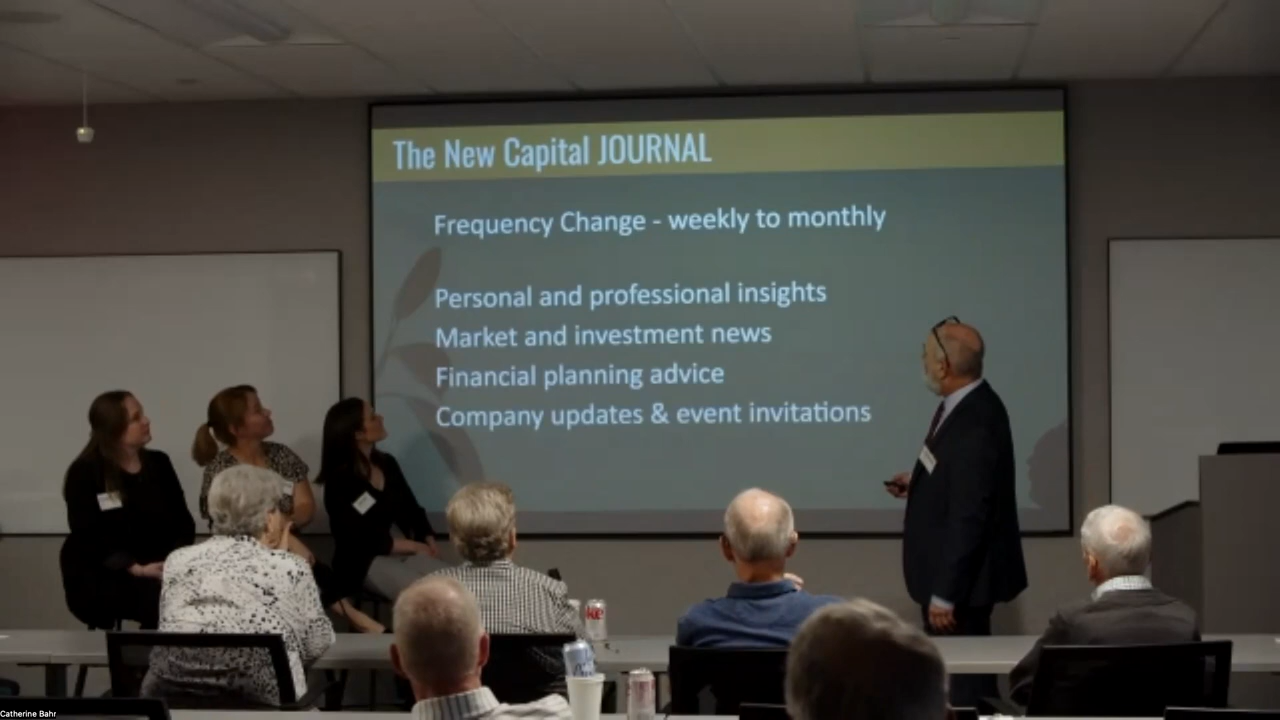 The New Capital JOURNAL
Frequency Change - weekly to monthly
Personal and professional insights
Market and investment news
Financial planning advice
Company updates & event invitations
ke
Catherine Bahr